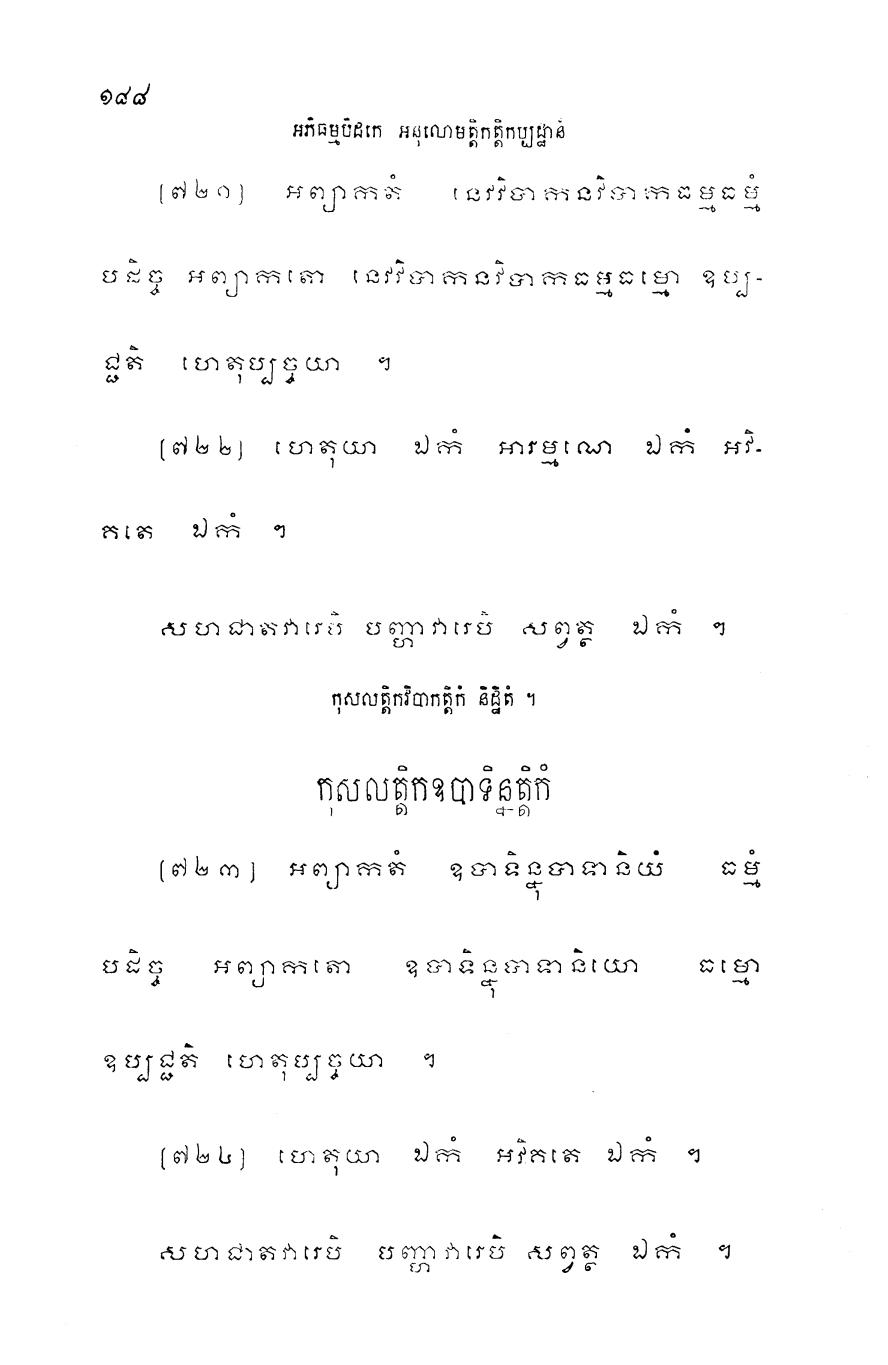 ១៨៨
អភិធម្មបិដកេ អនុលោមត្តិកត្តិកប្បដ្ឋានំ
[៧២១] អព្យាកតំ នេវវិបាកនវិបាកធម្មធម្មំ
បដិច្ច អព្យាកតោ នេវវិបាកនវិបាកធម្មធម្មោ ឧប្ប-
ជ្ជតិ ហេតុប្បច្ចយា ។
[៧២២] ហេតុយា ឯកំ អារម្មណេ ឯកំ អវិ-
គតេ ឯកំ ។
សហជាតវារេបិ បញ្ហាវារេបិ សព្វត្ថ ឯកំ ។
កុសលត្តិកវិបាកត្តិកំ និដ្ឋិតំ ។
កុសលត្តិកឧបាទិន្នត្តិកំ
[៧២៣] អព្យាកតំ ឧបាទិន្នុបាទានិយំ ធម្មំ
បដិច្ច អព្យាកតោ ឧបាទិន្នុបាទានិយោ ធម្មោ
ឧប្បជ្ជតិ ហេតុប្បច្ចយា ។
[៧២៤] ហេតុយា ឯកំ អវិគតេ ឯកំ ។
សហជាតវារេបិ បញ្ហាវារេបិ សព្វត្ថ ឯកំ ។